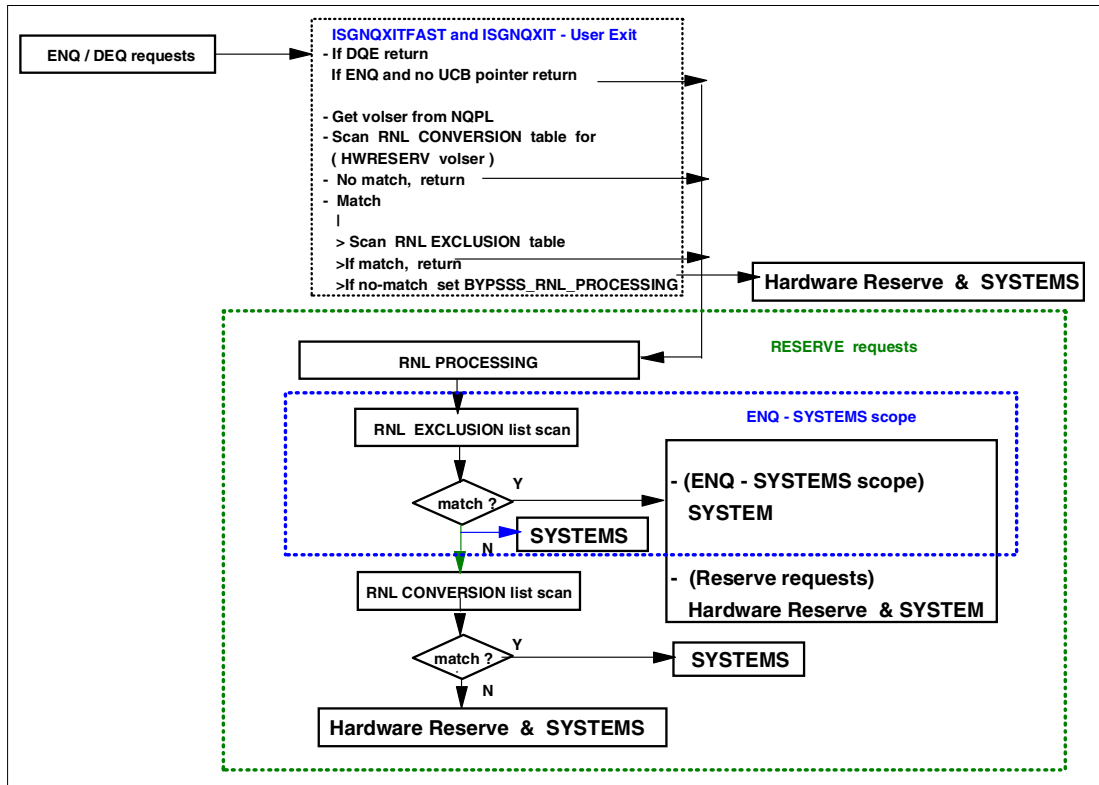 ENQ / DEQ requests
ISGNQXITFAST and ISGNQXIT - User Exit
- If DQE return
If ENQ and no UCB pointer return
- Get volser from NQPL
- Scan RNL CONVERSION table for
( HWRESERV volser )
- No match, return
- Match
|
> Scan RNL EXCLUSION table
>If match, return
>If no-match set BYPSSS_RNL_PROCESSING
Hardware Reserve & SYSTEMS
RESERVE requests
RNL PROCESSING
ENQ - SYSTEMS scope
RNL EXCLUSION list scan
match ?
Y
- (ENQ - SYSTEMS scope)
SYSTEM
SYSTEMS
N
- (Reserve requests)
Hardware Reserve & SYSTEM
RNL CONVERSION list scan
match ?
Y
SYSTEMS
N
Hardware Reserve & SYSTEMS